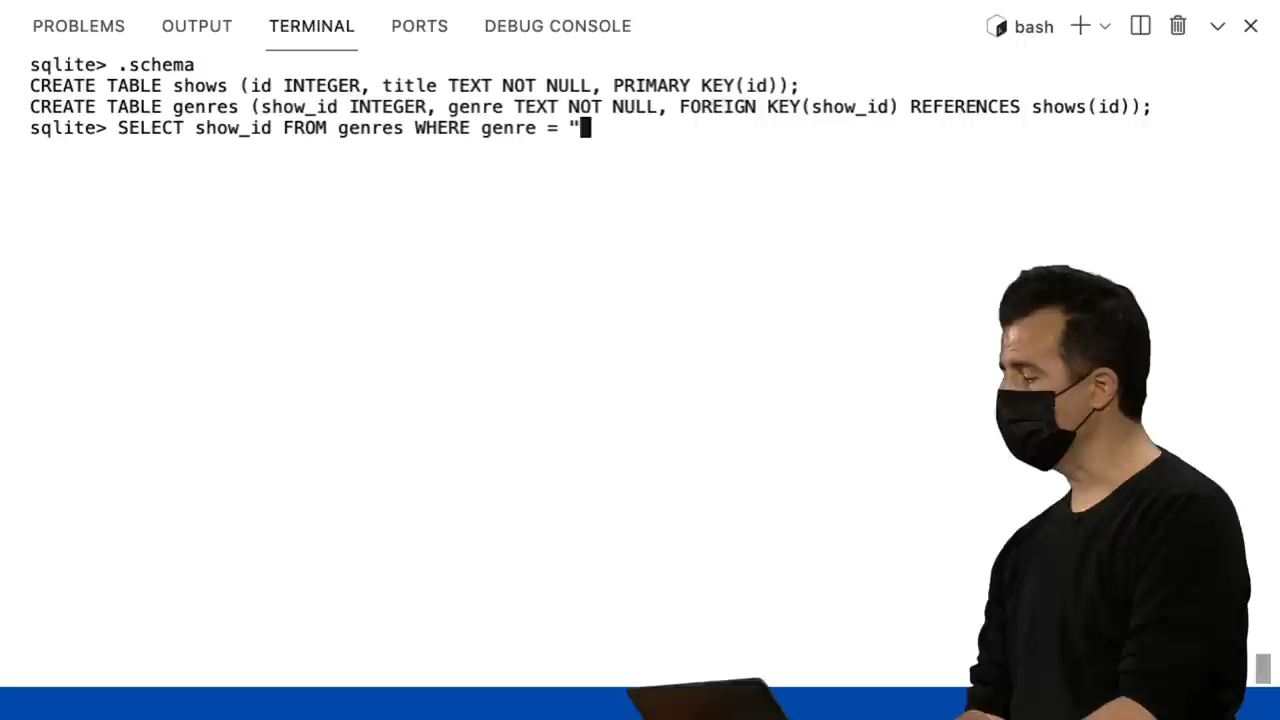 PROBLEMS OUTPUT TERMINAL PORTS DEBUG CONSOLE bash
sqlite> .schema
CREATE TABLE shows (id INTEGER, title TEXT NOT NULL, PRIMARY KEY(id));
CREATE TABLE genres (show_id INTEGER, genre TEXT NOT NULL, FOREIGN KEY(show_id) REFERENCES shows(id));
sqlite> SELECT show_id FROM genres WHERE genre = "